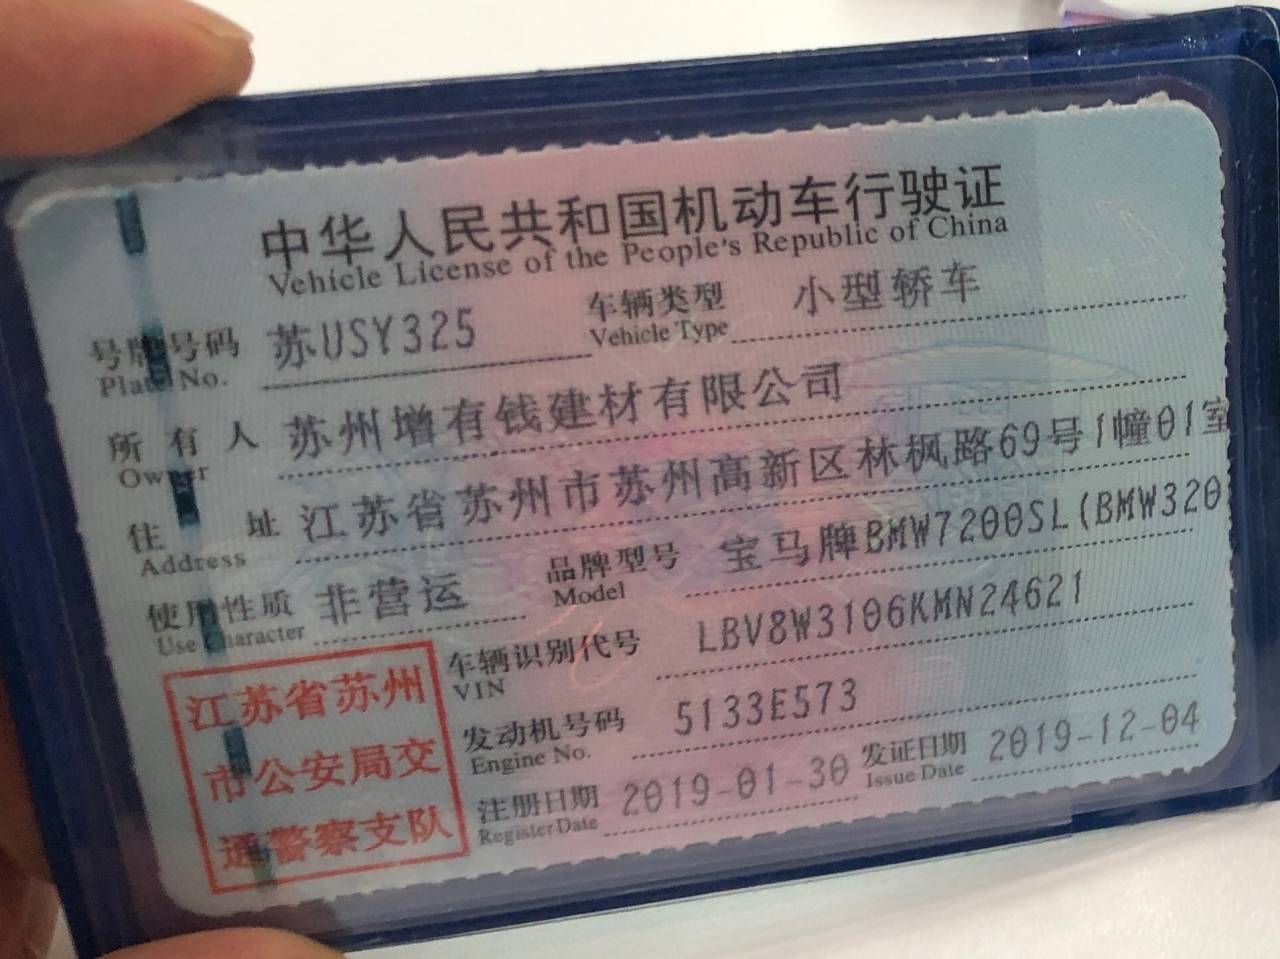 中华人民共和国机动车行驶证
Vehicle License of the People's Republic of China
号牌号码 苏USY325 车辆类型 小型轿车
Plate No. Vehicle Type
所有人 苏州增有钱建材有限公司
Owner
住址 江苏省苏州市苏州高新区林枫路69号1幢01室
Address
使用性质 非营运 品牌型号 宝马牌BMW7200SL(BMW320
Use Character Model
车辆识别代号 LBV8W3106KMN24621
VIN
发动机号码 5133E573
Engine No.
注册日期 2019-01-30 发证日期 2019-12-04
Register Date Issue Date
江苏省苏州
市公安局交
通警察支队